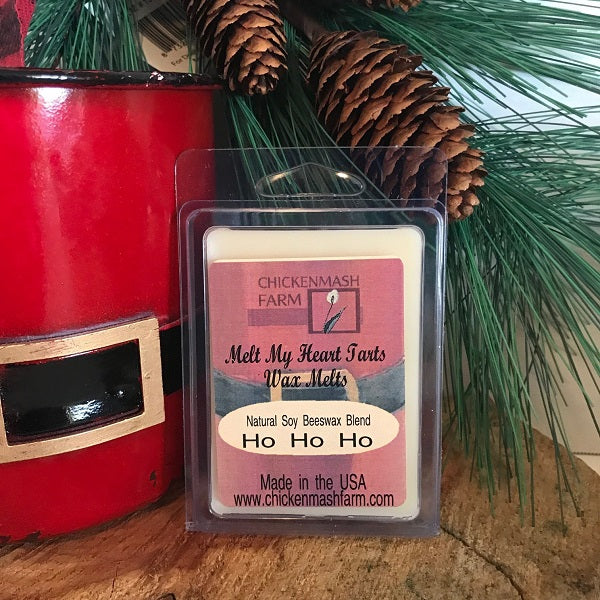 CHICKENMASH
FARM
Melt My Heart Tarts
Wax Melts
Natural Soy Beeswax Blend
Ho Ho Ho
Made in the USA
www.chickenmashfarm.com